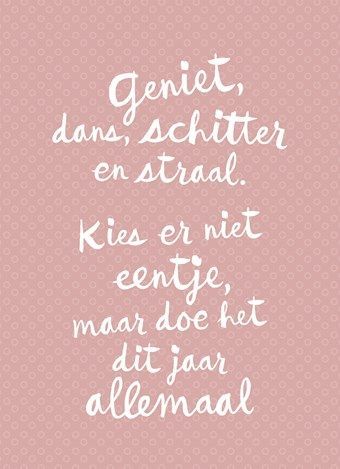 Geniet,
dans, schitter
en straal.
Kies er niet
eentje,
maar doe het
dit jaar
allemaal